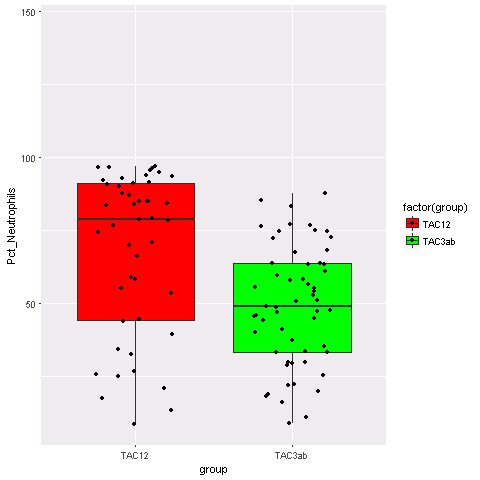 150
100
50
Pct_Neutrophils
TAC12
TAC3ab
group
factor(group)
TAC12
TAC3ab